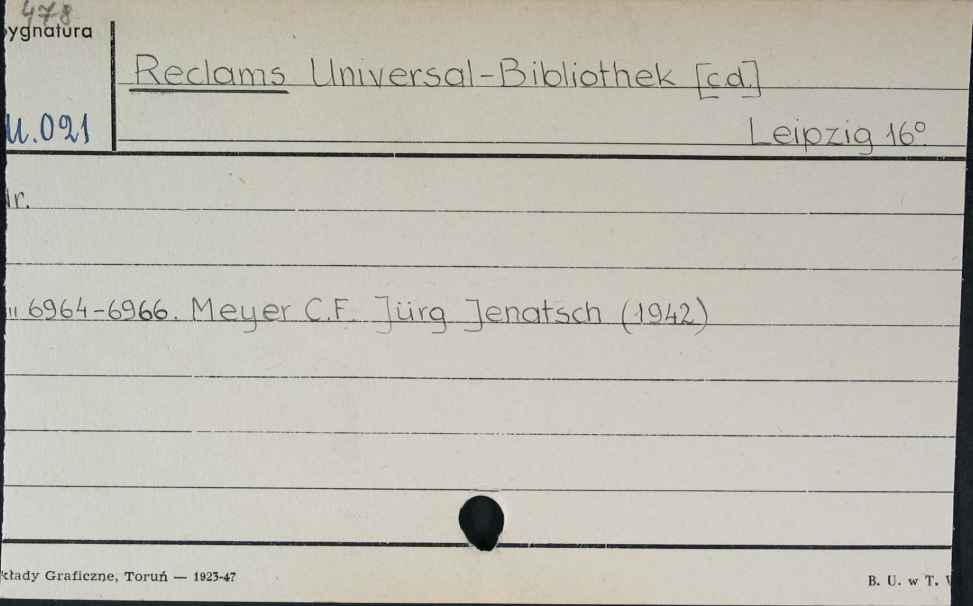 478
ygnatura
Reclams Universal-Bibliothek [c.d.]
U.021
Leipzig 16°
Nr.
" 6964-6966. Meyer C.F. Jürg Jenatsch (1942)
kłady Graficzne, Toruń — 1923-47
B. U. w T.